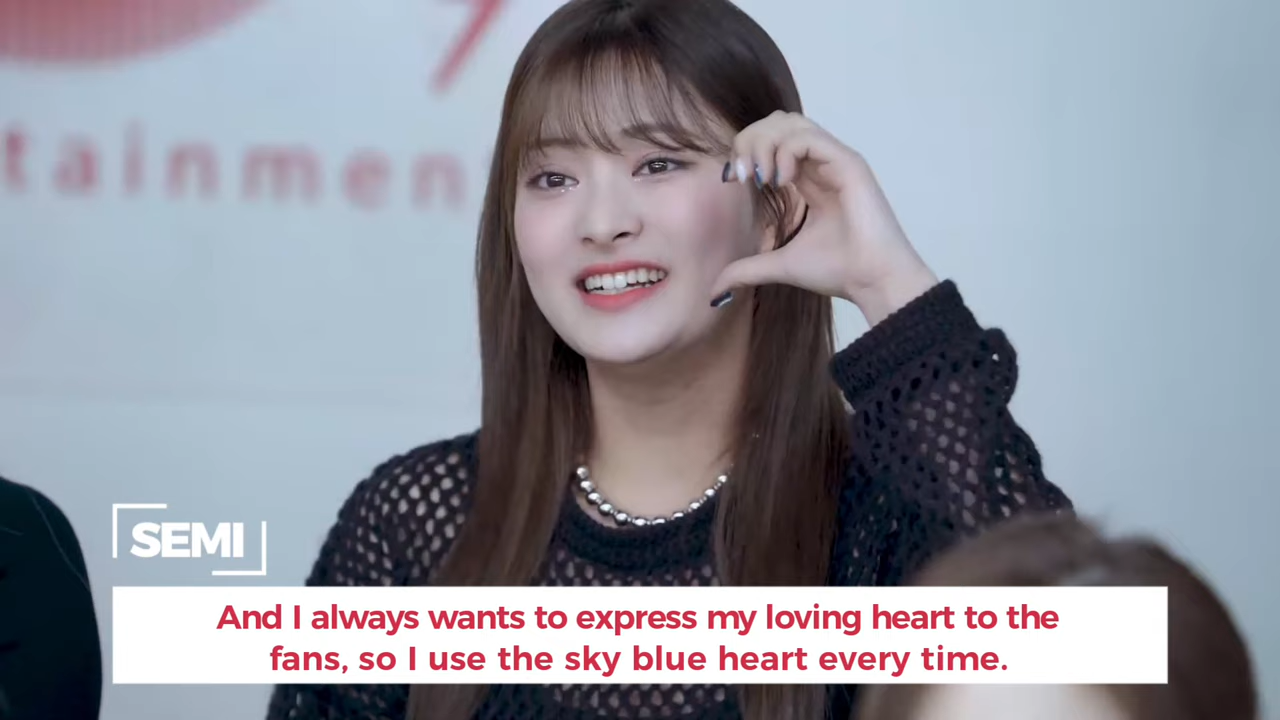 tainmen
SEMI
And I always wants to express my loving heart to the
fans, so I use the sky blue heart every time.